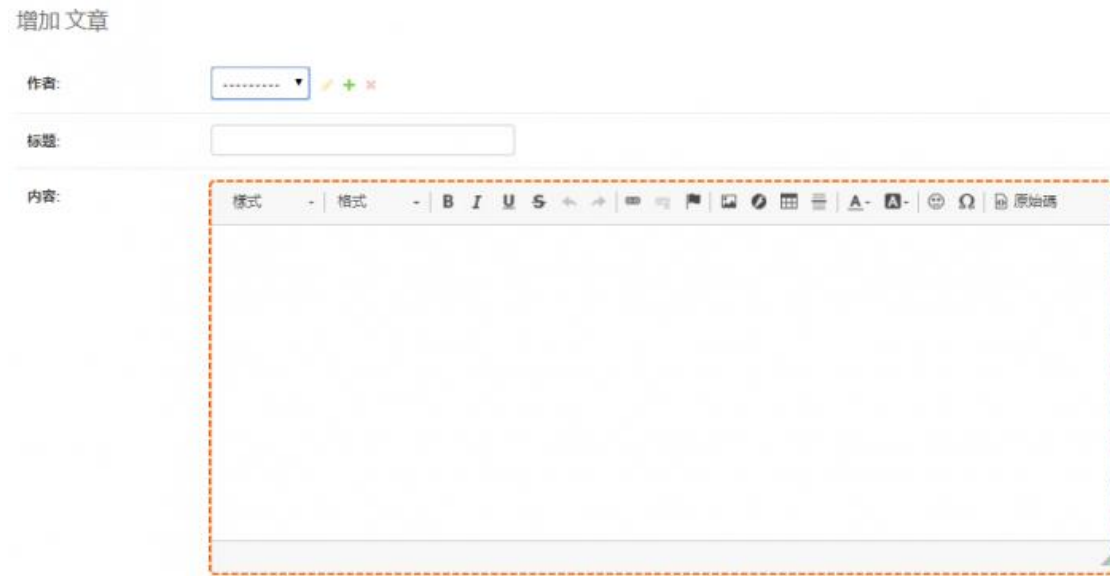 增加 文章
作者:
---------
标题:
内容:
樣式 格式 B I U S A A Ω 原始碼